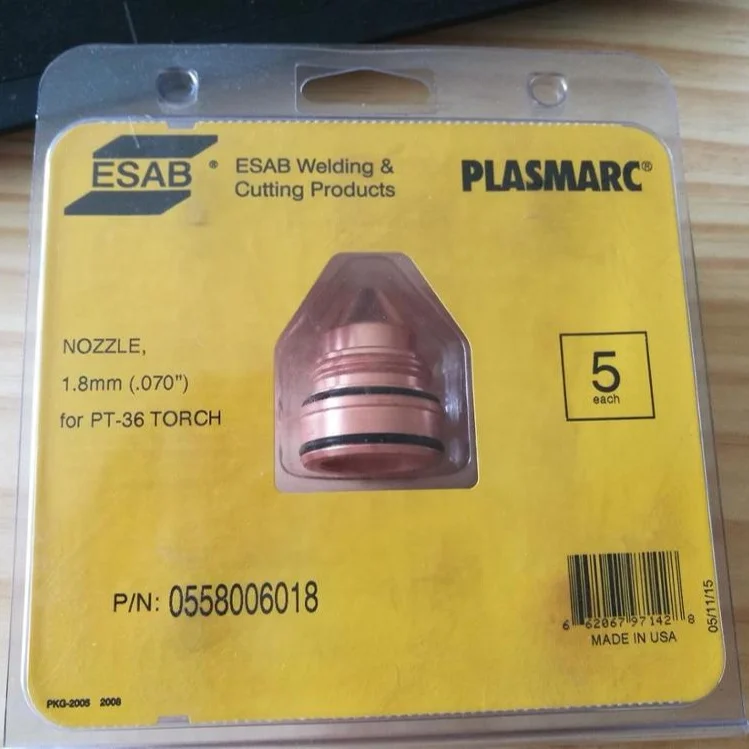 ESAB®
ESAB Welding &
Cutting Products
PLASMARC®
NOZZLE,
1.8mm (.070")
for PT-36 TORCH
5
each
P/N: 0558006018
6 62067 97142 8
MADE IN USA
05/11/15
PKG-2005 2008